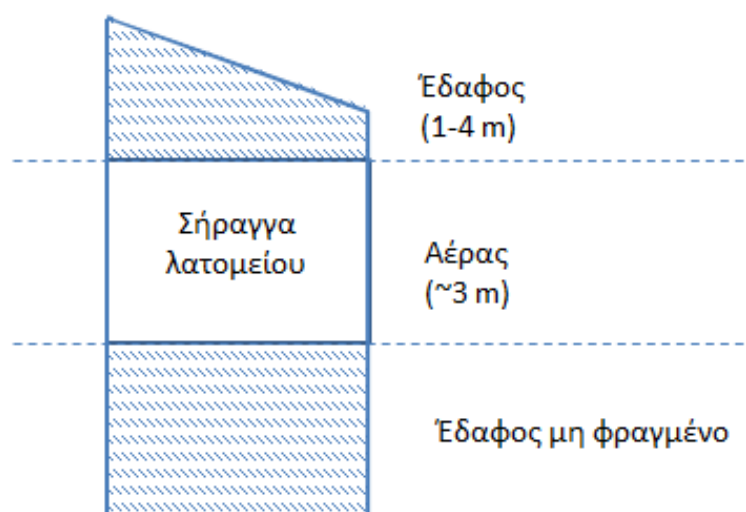 Έδαφος
(1-4 m)
Σήραγγα
λατομείου
Αέρας
(~3 m)
Έδαφος μη φραγμένο